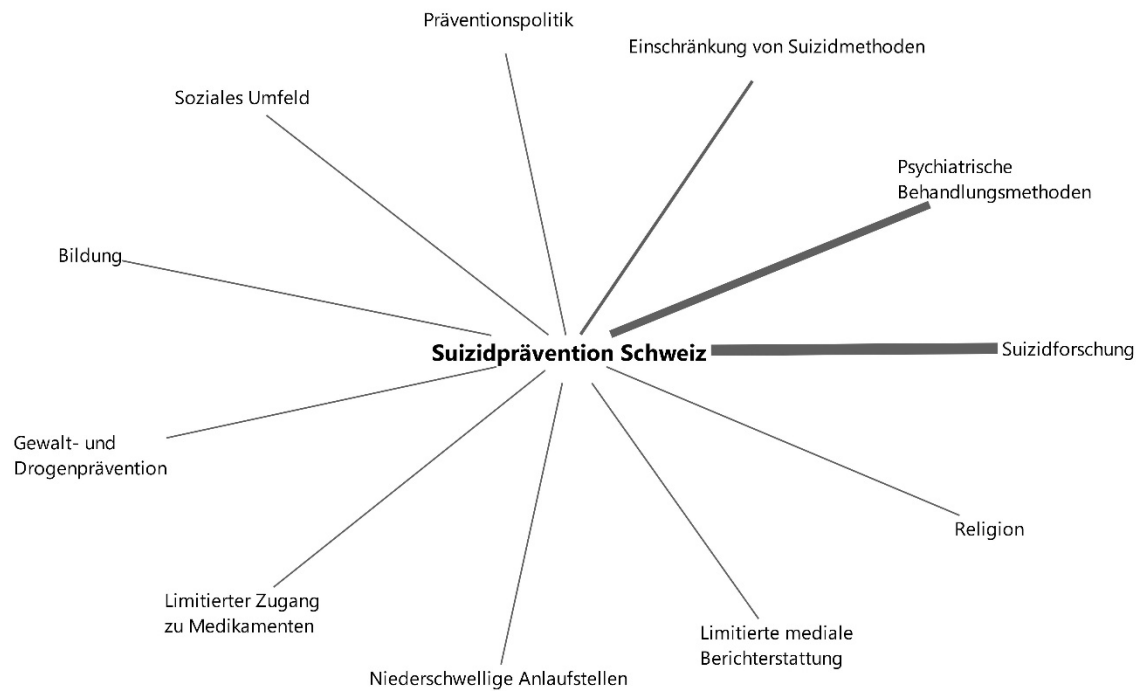 Präventionspolitik
Einschränkung von Suizidmethoden
Soziales Umfeld
Psychiatrische
Behandlungsmethoden
Bildung
Suizidprävention Schweiz
Suizidforschung
Gewalt- und
Drogenprävention
Religion
Limitierter Zugang
zu Medikamenten
Limitierte mediale
Berichterstattung
Niederschwellige Anlaufstellen